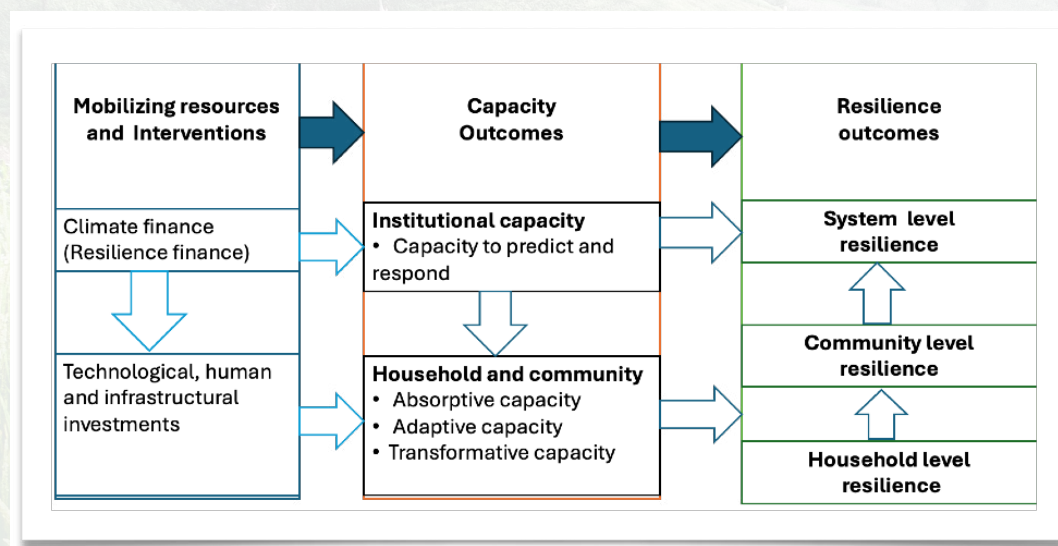 Mobilizing resources
and Interventions
Capacity
Outcomes
Resilience
outcomes
Climate finance
(Resilience finance)
Technological, human
and infrastructural
investments
Institutional capacity
• Capacity to predict and
respond
Household and community
• Absorptive capacity
• Adaptive capacity
• Transformative capacity
System level
resilience
Community level
resilience
Household level
resilience